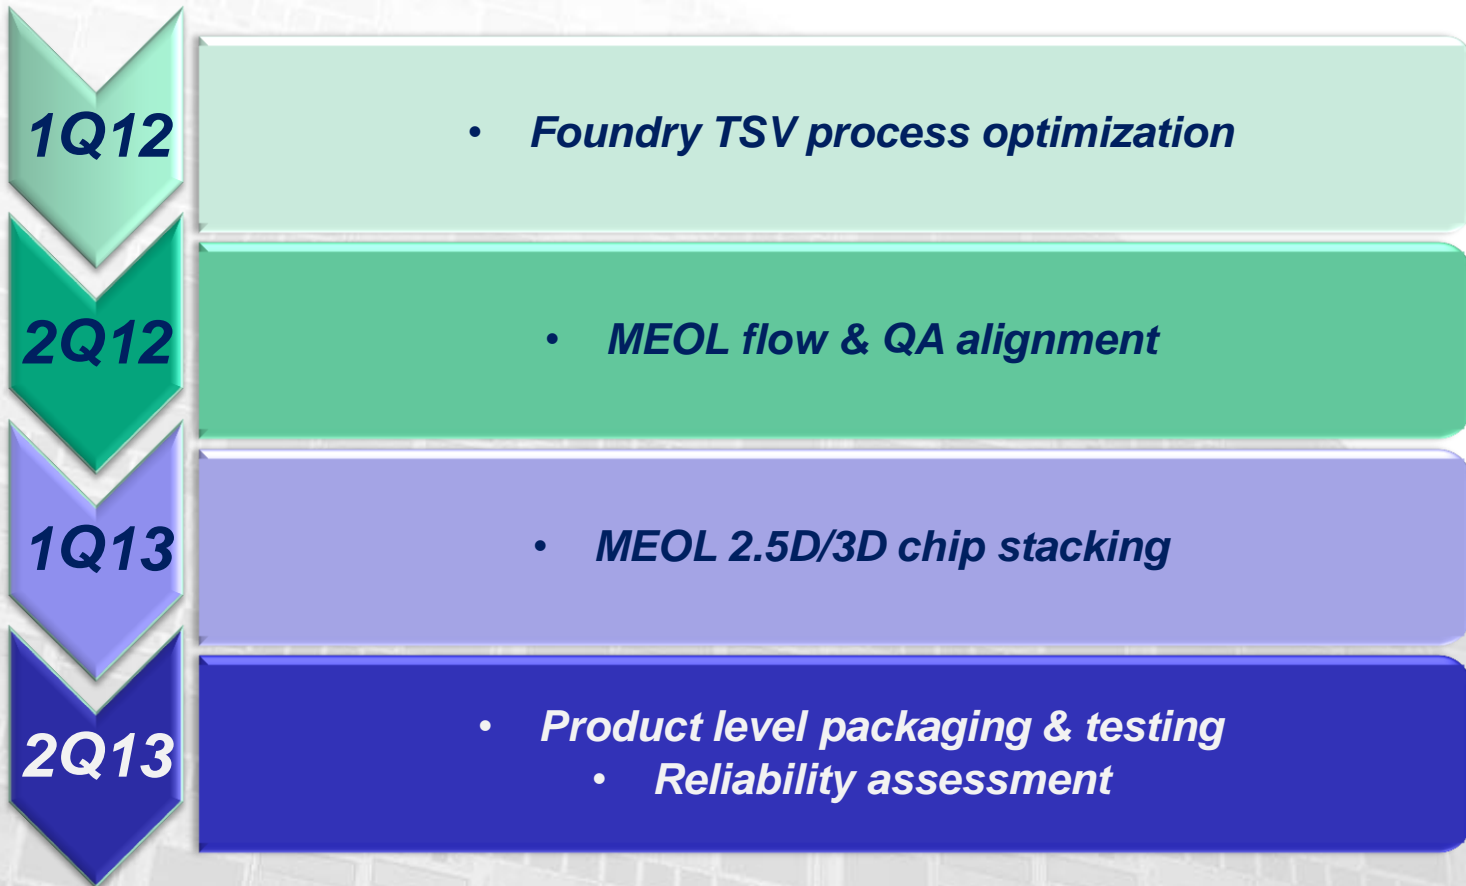 1Q12
• Foundry TSV process optimization
2Q12
• MEOL flow & QA alignment
1Q13
• MEOL 2.5D/3D chip stacking
2Q13
• Product level packaging & testing
• Reliability assessment